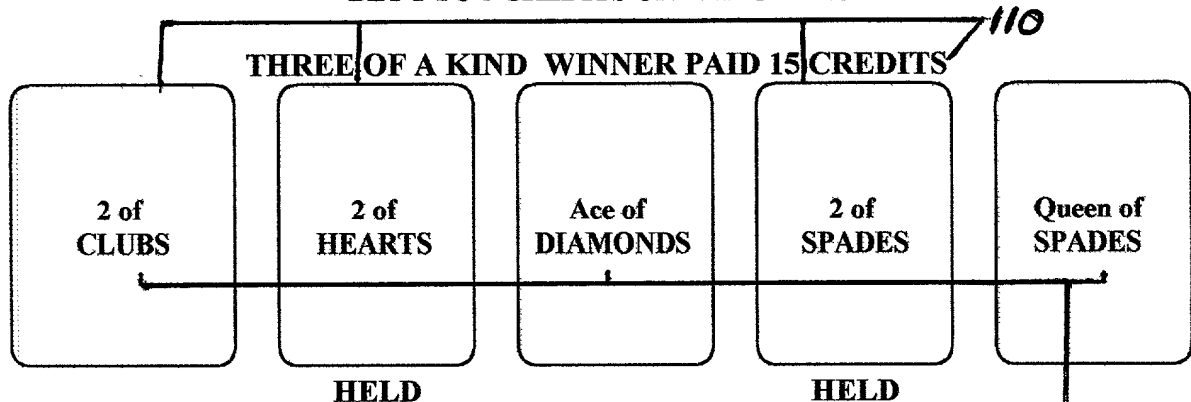 110
THREE OF A KIND WINNER PAID 15 CREDITS
2 of
CLUBS
2 of
HEARTS
Ace of
DIAMONDS
2 of
SPADES
Queen of
SPADES
HELD
HELD